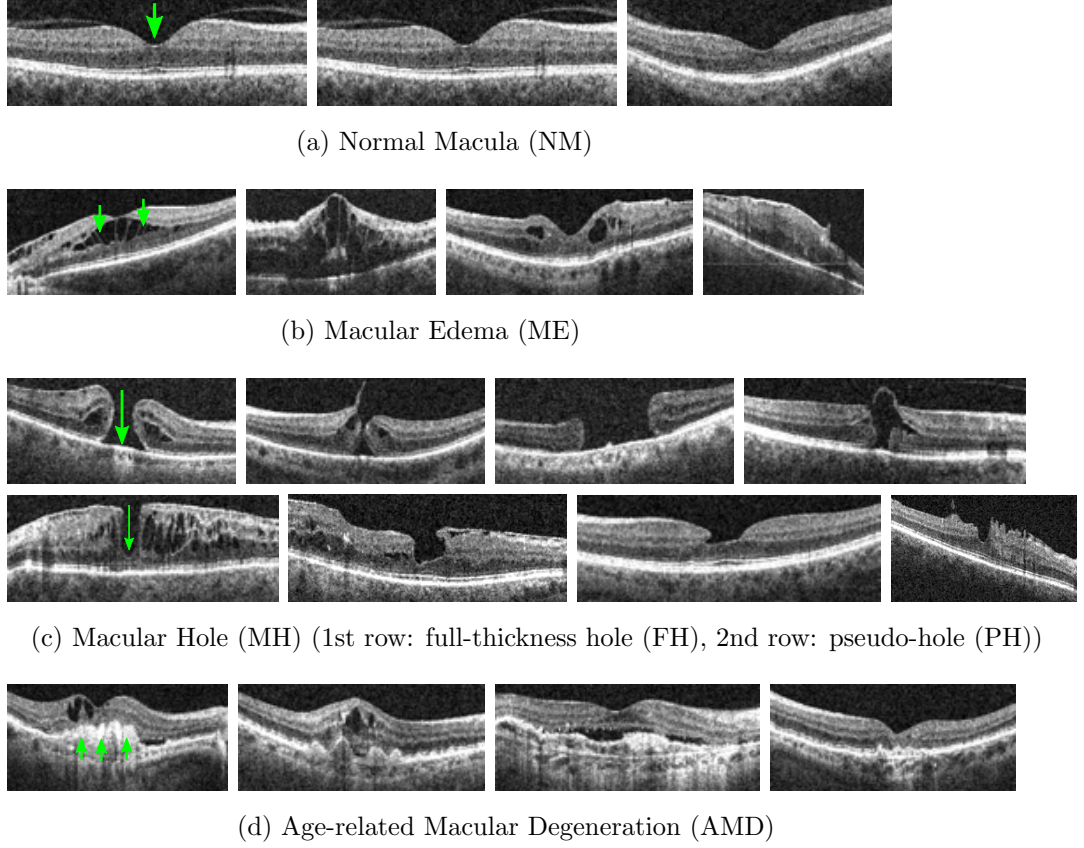 (a) Normal Macula (NM)
(b) Macular Edema (ME)
(c) Macular Hole (MH) (1st row: full-thickness hole (FH), 2nd row: pseudo-hole (PH))
(d) Age-related Macular Degeneration (AMD)